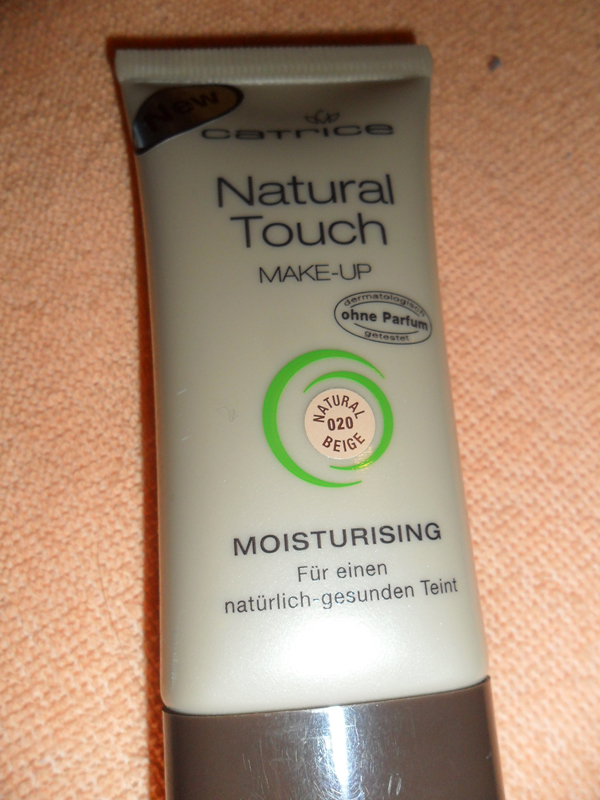 New
CATRICE
Natural
Touch
MAKE-UP
dermatologisch
ohne Parfum
getestet
NATURAL
020
BEIGE
MOISTURISING
Für einen
natürlich-gesunden Teint